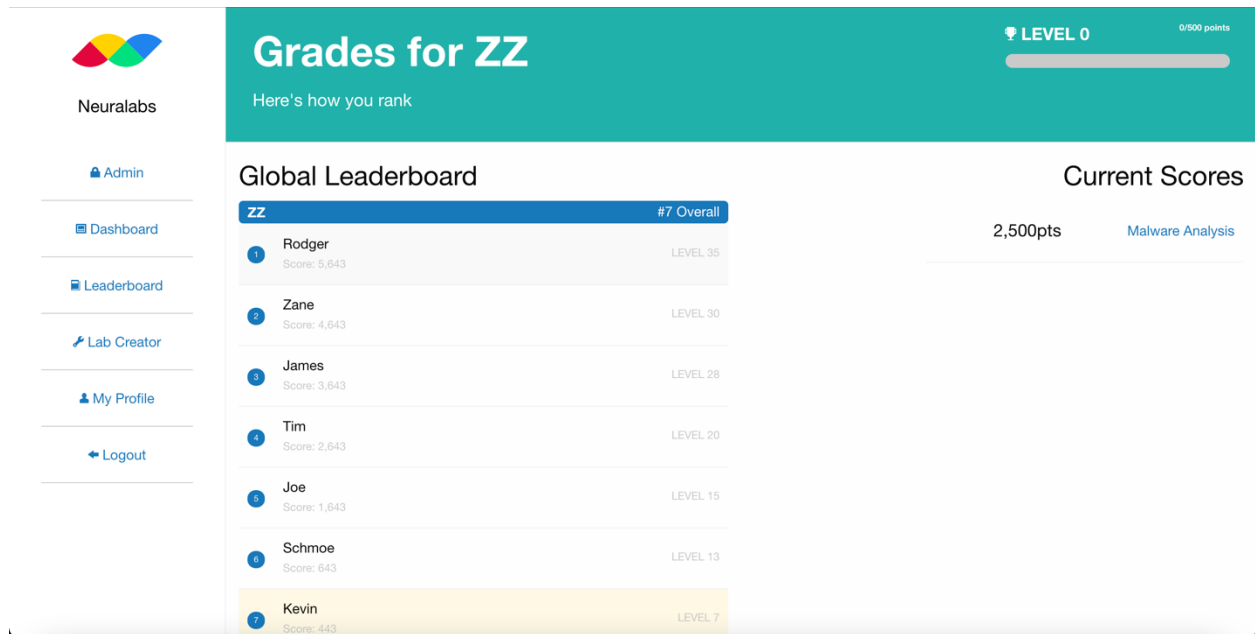 Neuralabs
Admin
Dashboard
Leaderboard
Lab Creator
My Profile
Logout
Grades for ZZ
Here's how you rank
LEVEL 0
0/500 points
Global Leaderboard
ZZ #7 Overall
1 Rodger
Score: 5,643
LEVEL 35
2 Zane
Score: 4,643
LEVEL 30
3 James
Score: 3,643
LEVEL 28
4 Tim
Score: 2,643
LEVEL 20
5 Joe
Score: 1,643
LEVEL 15
6 Schmoe
Score: 643
LEVEL 13
7 Kevin
Score: 443
LEVEL 7
Current Scores
2,500pts Malware Analysis